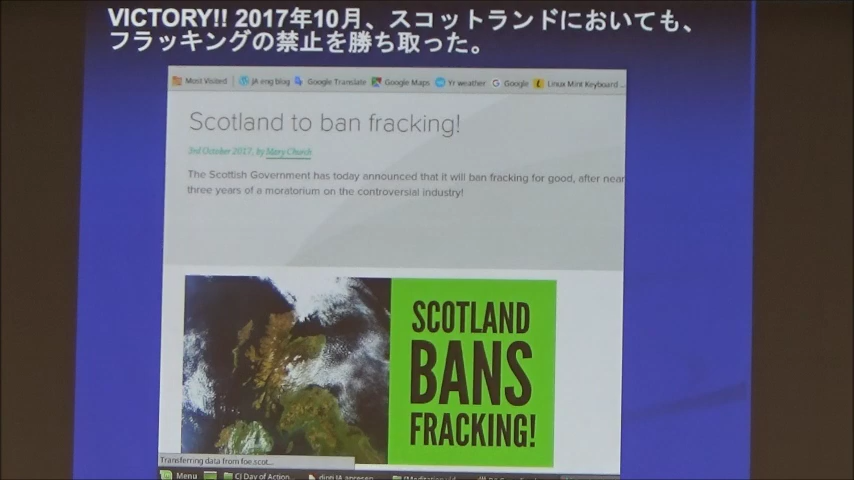 VICTORY!! 2017年10月、スコットランドにおいても、
フラッキングの禁止を勝ち取った。
Most Visited JA eng blog Google Translate Google Maps Yr weather Google Linux Mint Keyboard ...
Scotland to ban fracking!
3rd October 2017, by Mary Church
The Scottish Government has today announced that it will ban fracking for good, after near
three years of a moratorium on the controversial industry!
SCOTLAND
BANS
FRACKING!
Transferring data from foe.scot...
Menu CJ Day of Action...